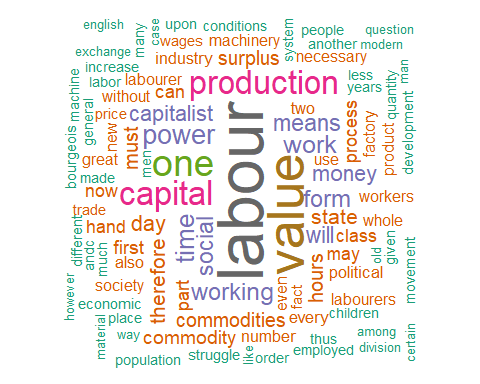 english
upon
conditions
people
question
case
many
system
another
modern
exchange
wages
machinery
necessary
increase
industry
surplus
less
man
labor
labourer
can
production
years
quantity
machine
without
capitalist
two
means
process
factory
product
development
bourgeois
general
price
new
must
power
work
great
men
one
labour
value
use
money
made
now
capital
form
workers
trade
hand
day
time
social
state
whole
different
andc
much
first
therefore
will
class
may
old
given
movement
also
part
even
fact
hours
political
society
working
labourers
however
economic
place
commodities
every
children
material
way
commodity
number
thus
among
certain
population
struggle
like
order
employed
division